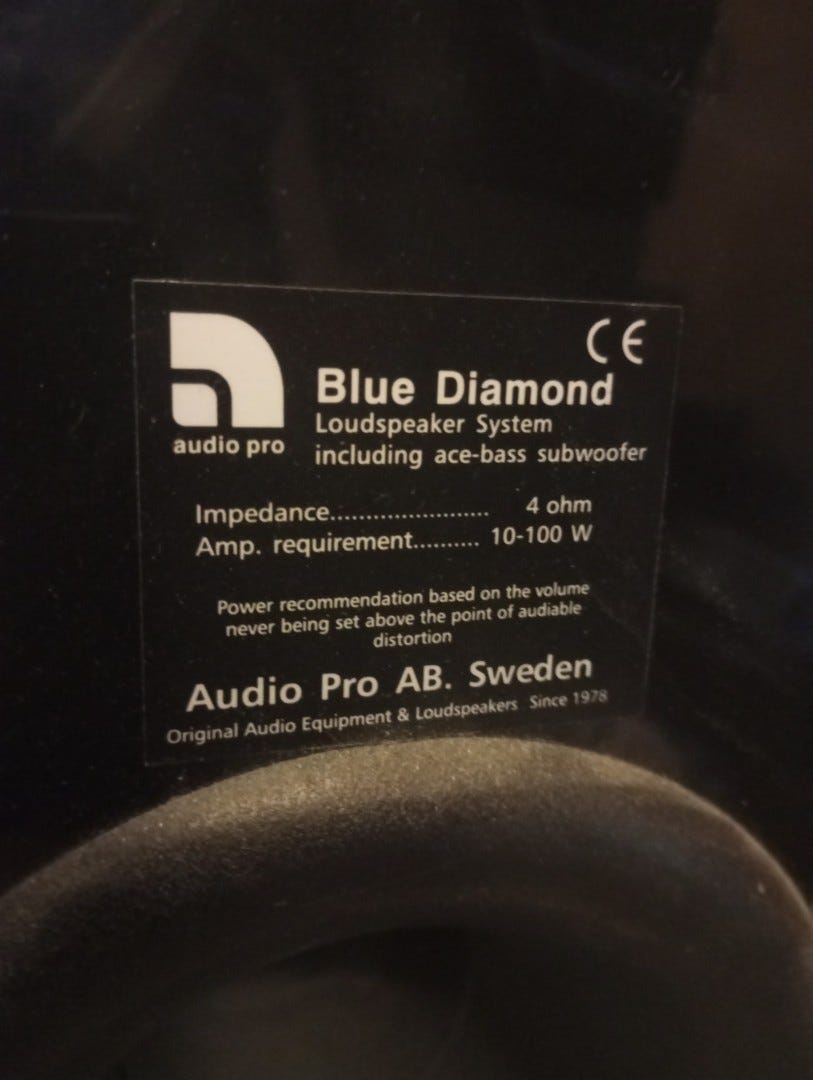 CE
Blue Diamond
Loudspeaker System
audio pro
including ace-bass subwoofer
Impedance...................... 4 ohm
Amp. requirement.......... 10-100 W
Power recommendation based on the volume
never being set above the point of audiable
distortion
Audio Pro AB. Sweden
Original Audio Equipment & Loudspeakers Since 1978